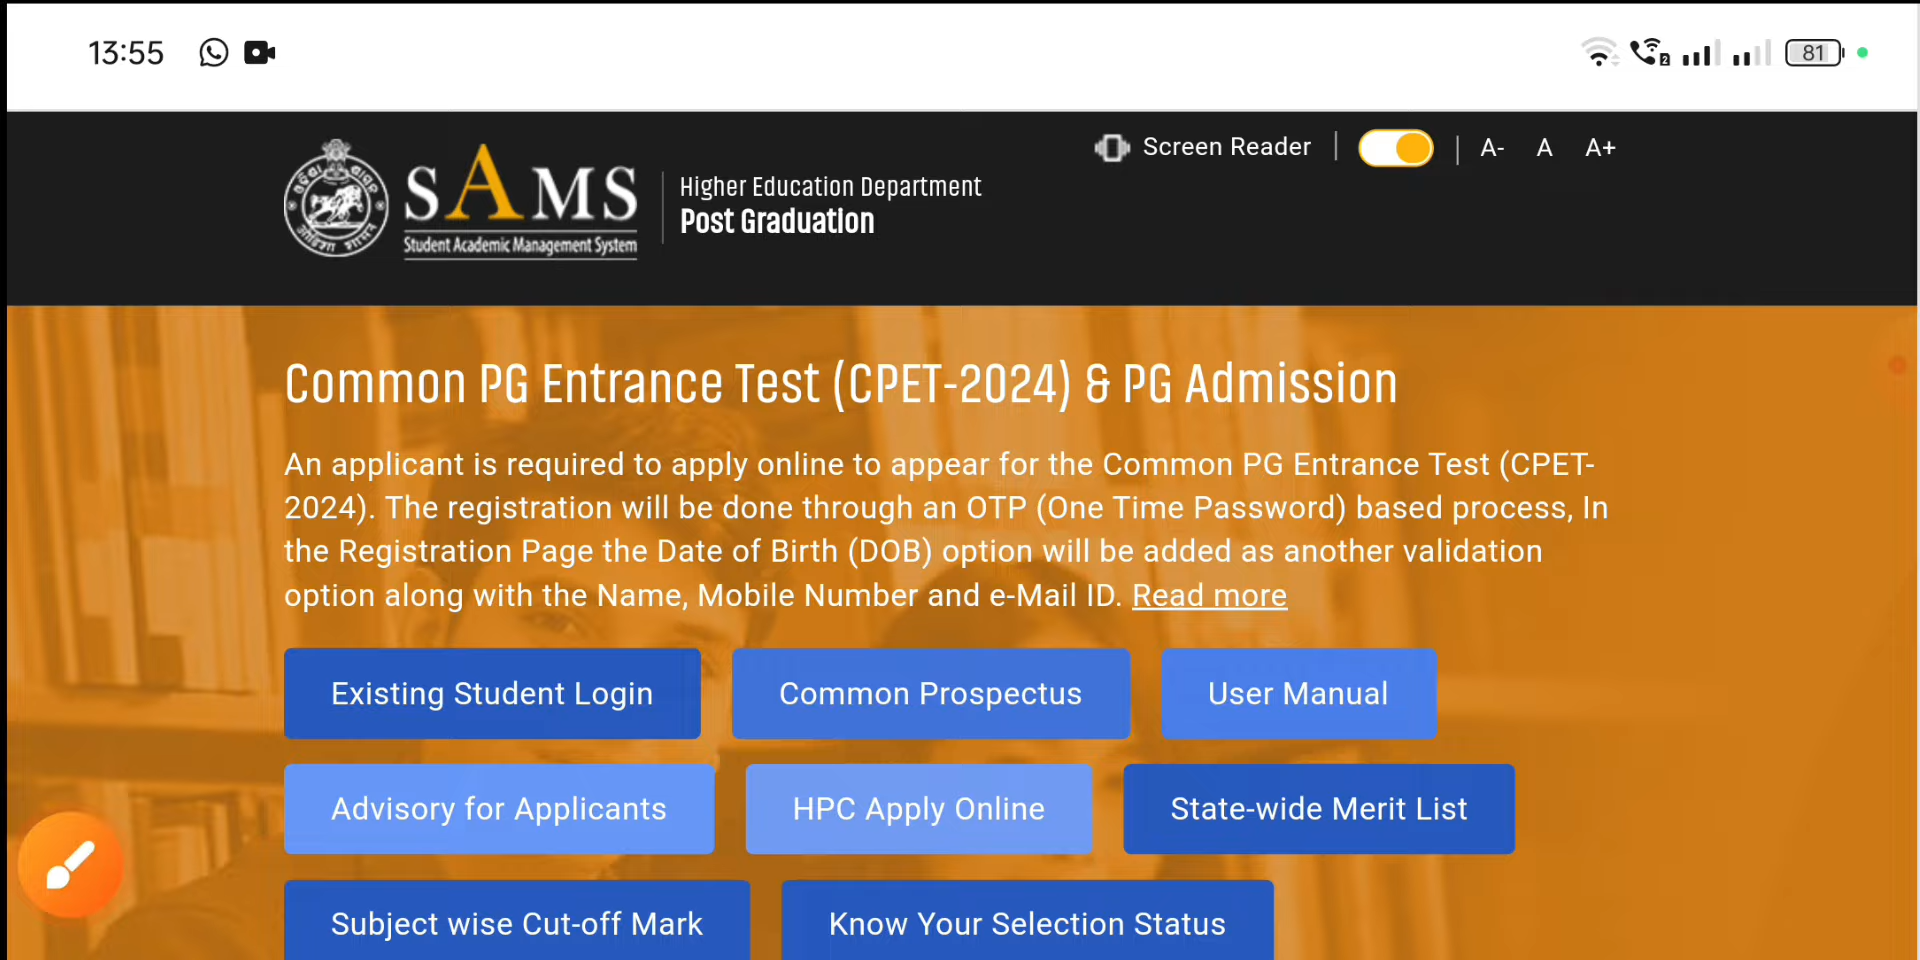 13:55
2
81
Screen Reader | | A- A A+
SAMS
Student Academic Management System
Higher Education Department
Post Graduation
Common PG Entrance Test (CPET-2024) & PG Admission
An applicant is required to apply online to appear for the Common PG Entrance Test (CPET-
2024). The registration will be done through an OTP (One Time Password) based process, In
the Registration Page the Date of Birth (DOB) option will be added as another validation
option along with the Name, Mobile Number and e-Mail ID. Read more
Existing Student Login
Common Prospectus
User Manual
Advisory for Applicants
HPC Apply Online
State-wide Merit List
Subject wise Cut-off Mark
Know Your Selection Status